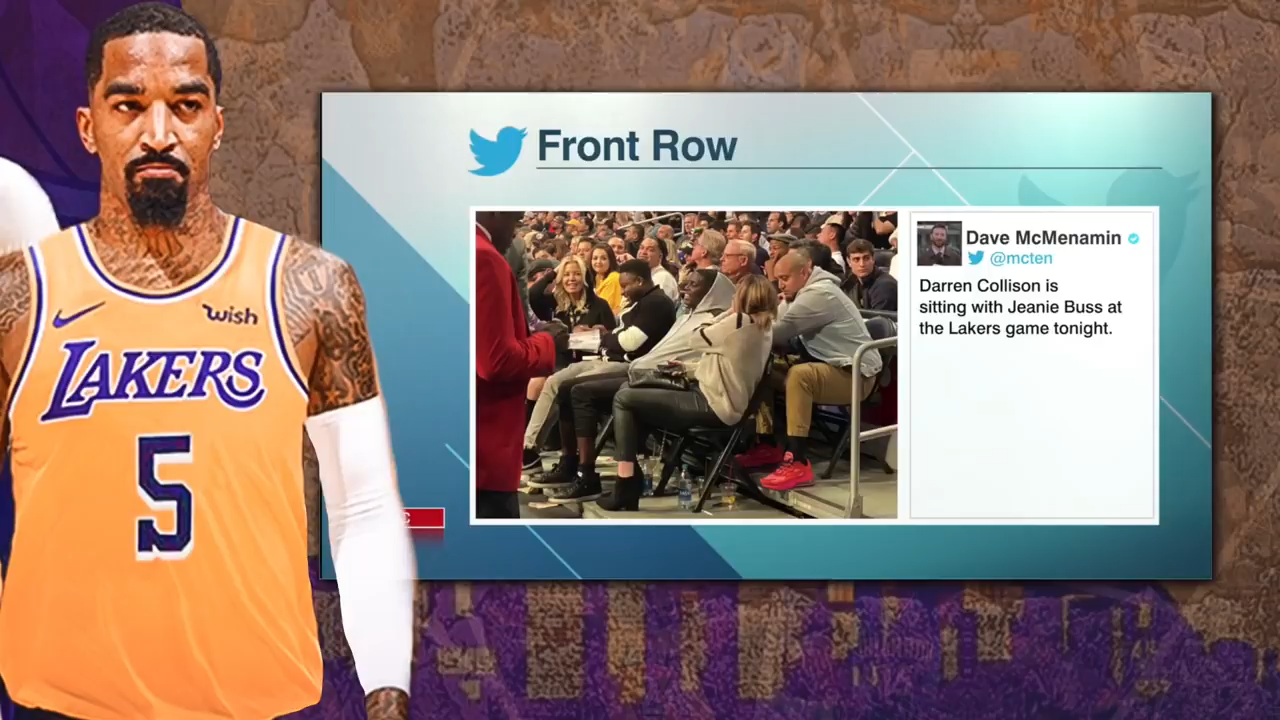 Front Row
Dave McMenamin
@mcten
Darren Collison is
sitting with Jeanie Buss at
the Lakers game tonight.
wish
LAKERS
5
C